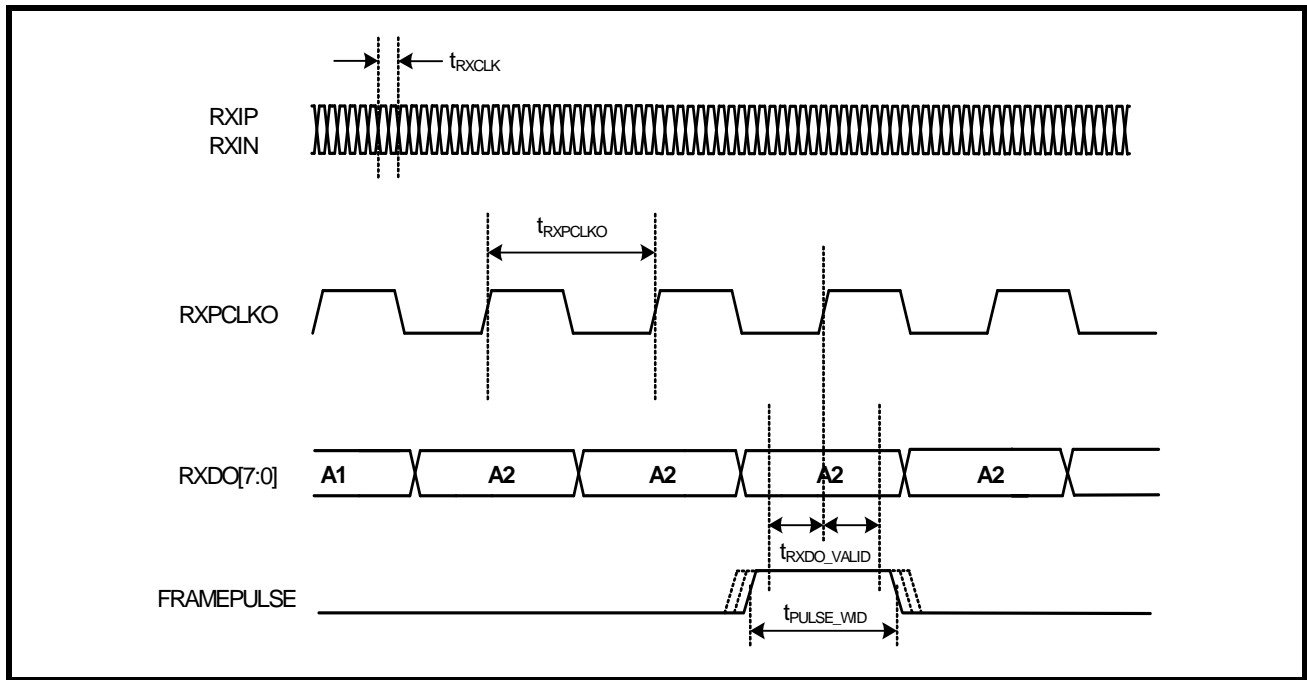 tRXCLK
RXIP
RXIN
tRXPCLKO
RXPCLKO
RXDO[7:0] A1 A2 A2 A2 A2
tRXDO_VALID
FRAMEPULSE
tPULSE_WID